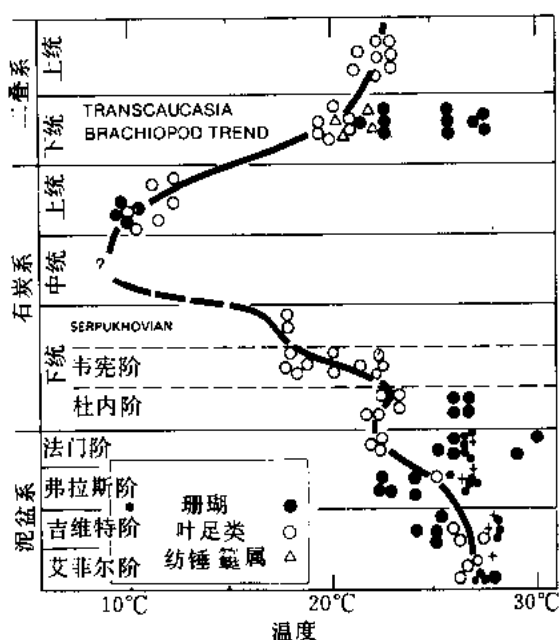 二叠系
上统
下统
TRANSCAUCASIA
BRACHIOPOD TREND
石炭系
上统
中统
?
下统
SERPUKHOVIAN
韦宪阶
杜内阶
泥盆系
法门阶
弗拉斯阶
吉维特阶
艾菲尔阶
珊瑚
叶足类
纺锤䗴属
10℃
20℃
30℃
温度